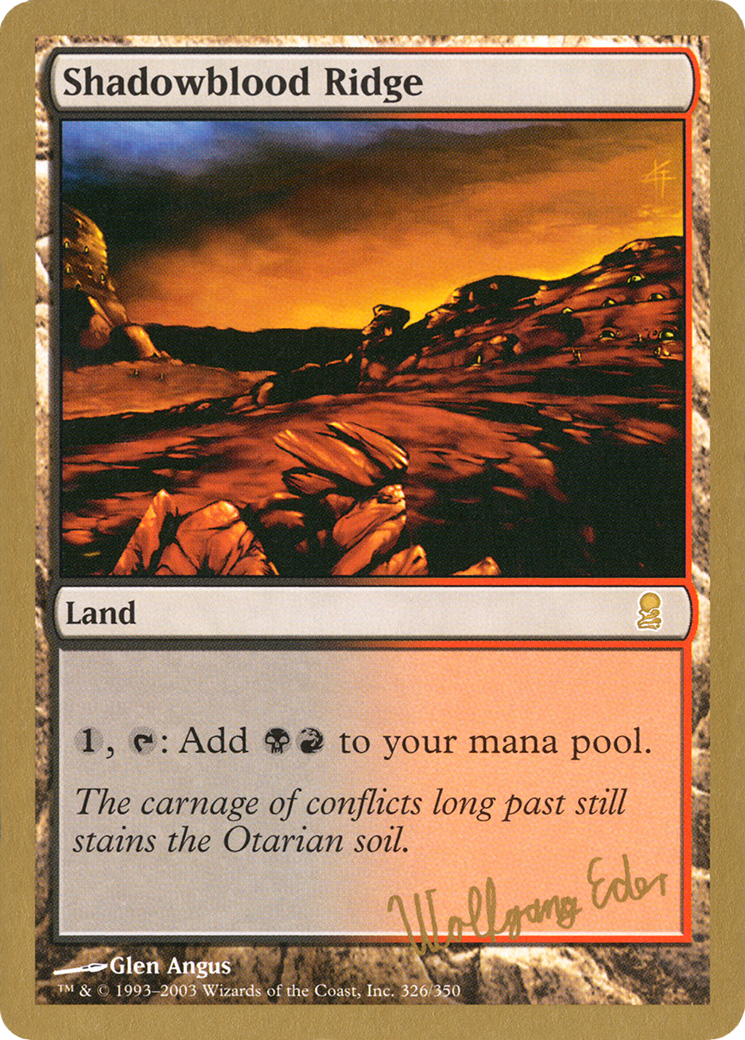 Shadowblood Ridge
Land
1, : Add to your mana pool.
The carnage of conflicts long past still
stains the Otarian soil.
Wolfgang Eder
Glen Angus
™ & © 1993–2003 Wizards of the Coast, Inc. 326/350